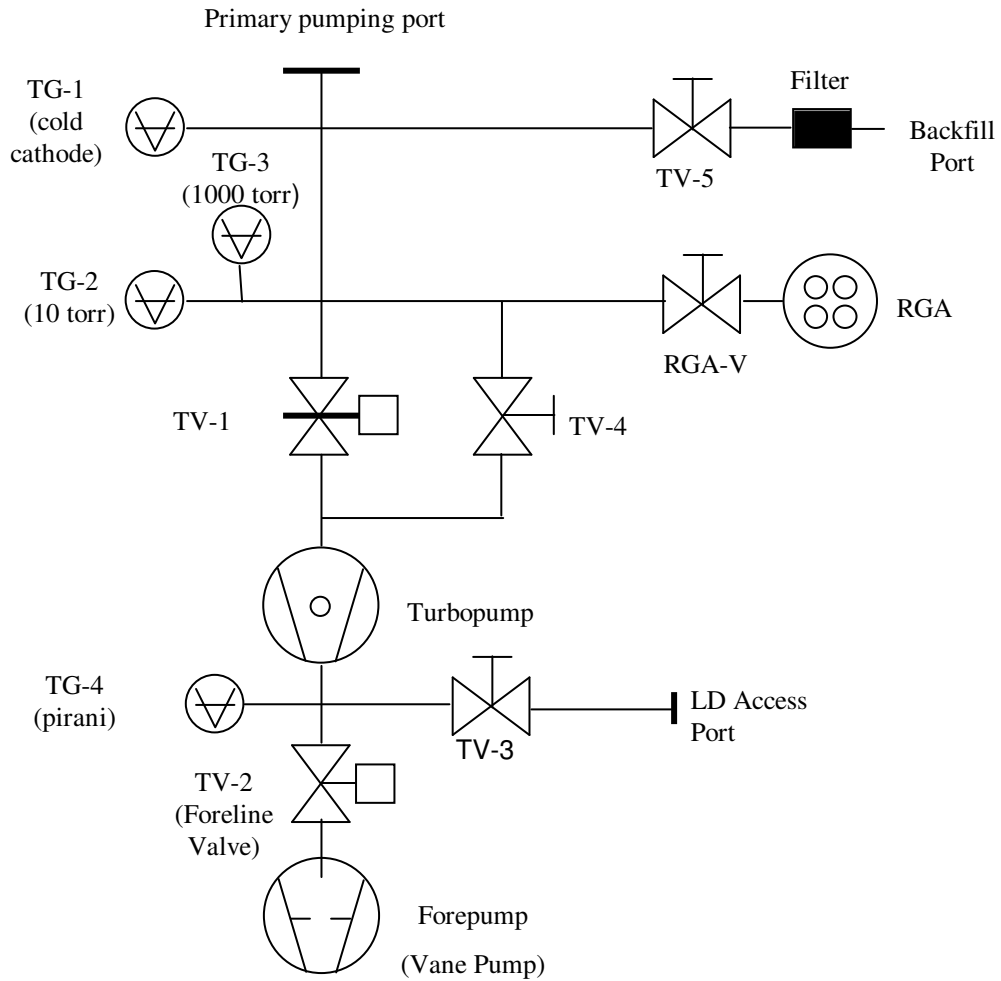 Primary pumping port
TG-1
(cold
cathode)
Filter
Backfill
Port
TV-5
TG-3
(1000 torr)
TG-2
(10 torr)
RGA
RGA-V
TV-1
TV-4
Turbopump
TG-4
(pirani)
LD Access
Port
TV-3
TV-2
(Foreline
Valve)
Forepump
(Vane Pump)